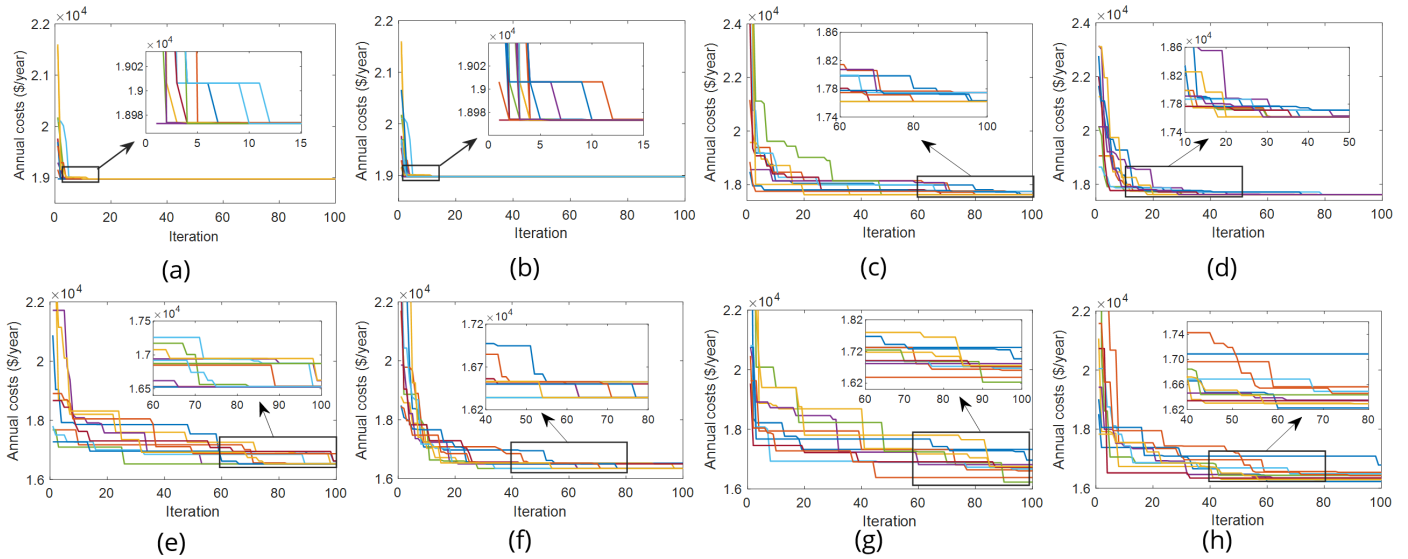 ×10⁴
2.2
2.1
2
1.9
Annual costs ($/year)
×10⁴
1.902
1.9
1.898
0 5 10 15
0 20 40 60 80 100
Iteration
(a)
×10⁴
2.2
2.1
2
1.9
Annual costs ($/year)
×10⁴
1.902
1.9
1.898
0 5 10 15
0 20 40 60 80 100
Iteration
(b)
×10⁴
2.4
2.2
2
1.8
Annual costs ($/year)
1.86
1.82
1.78
1.74
60 80 100
0 20 40 60 80 100
Iteration
(c)
×10⁴
2.4
2.2
2
1.8
Annual costs ($/year)
×10⁴
1.86
1.82
1.78
1.74
10 20 30 40 50
0 20 40 60 80 100
Iteration
(d)
×10⁴
2.2
2
1.8
1.6
Annual costs ($/year)
×10⁴
1.75
1.7
1.65
60 70 80 90 100
0 20 40 60 80 100
Iteration
(e)
×10⁴
2.2
2
1.8
1.6
Annual costs ($/year)
×10⁴
1.72
1.67
1.62
40 50 60 70 80
0 20 40 60 80 100
Iteration
(f)
×10⁴
2.2
2
1.8
1.6
Annual costs ($/year)
1.82
1.72
1.62
60 70 80 90 100
0 20 40 60 80 100
Iteration
(g)
×10⁴
2.2
2
1.8
1.6
Annual costs ($/year)
1.74
1.70
1.66
1.62
40 50 60 70 80
0 20 40 60 80 100
Iteration
(h)